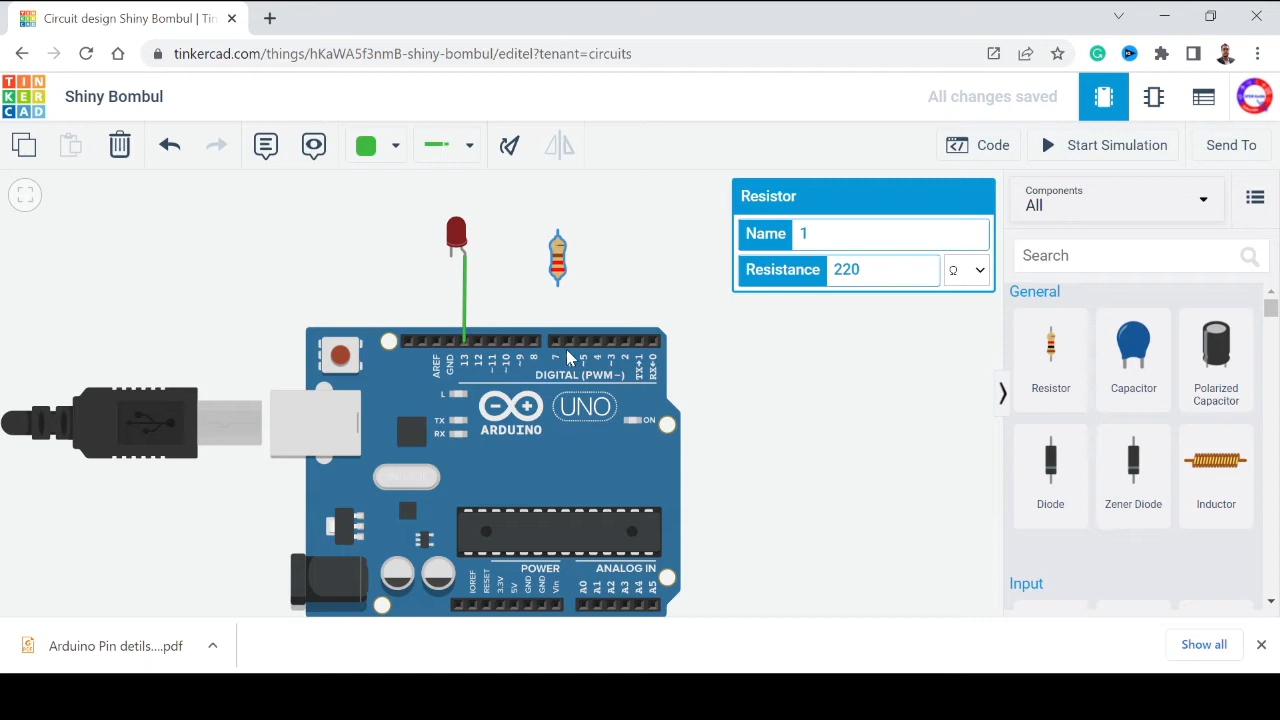 Circuit design Shiny Bombul | Tin
tinkercad.com/things/hKaWA5f3nmB-shiny-bombul/editel?tenant=circuits
TIN
KER
CAD
Shiny Bombul
All changes saved
Code
Start Simulation
Send To
Resistor
Name 1
Resistance 220 Ω
Components
All
Search
General
Resistor
Capacitor
Polarized
Capacitor
Diode
Zener Diode
Inductor
Input
AREF
GND
13
12
~11
~10
~9
8
7
~5
4
~3
2
TX→1
RX←0
DIGITAL (PWM~)
L
TX
RX
UNO
ON
ARDUINO
POWER
ANALOG IN
IOREF
RESET
3.3V
5V
GND
GND
Vin
A0
A1
A2
A3
A4
A5
Arduino Pin detils....pdf
Show all